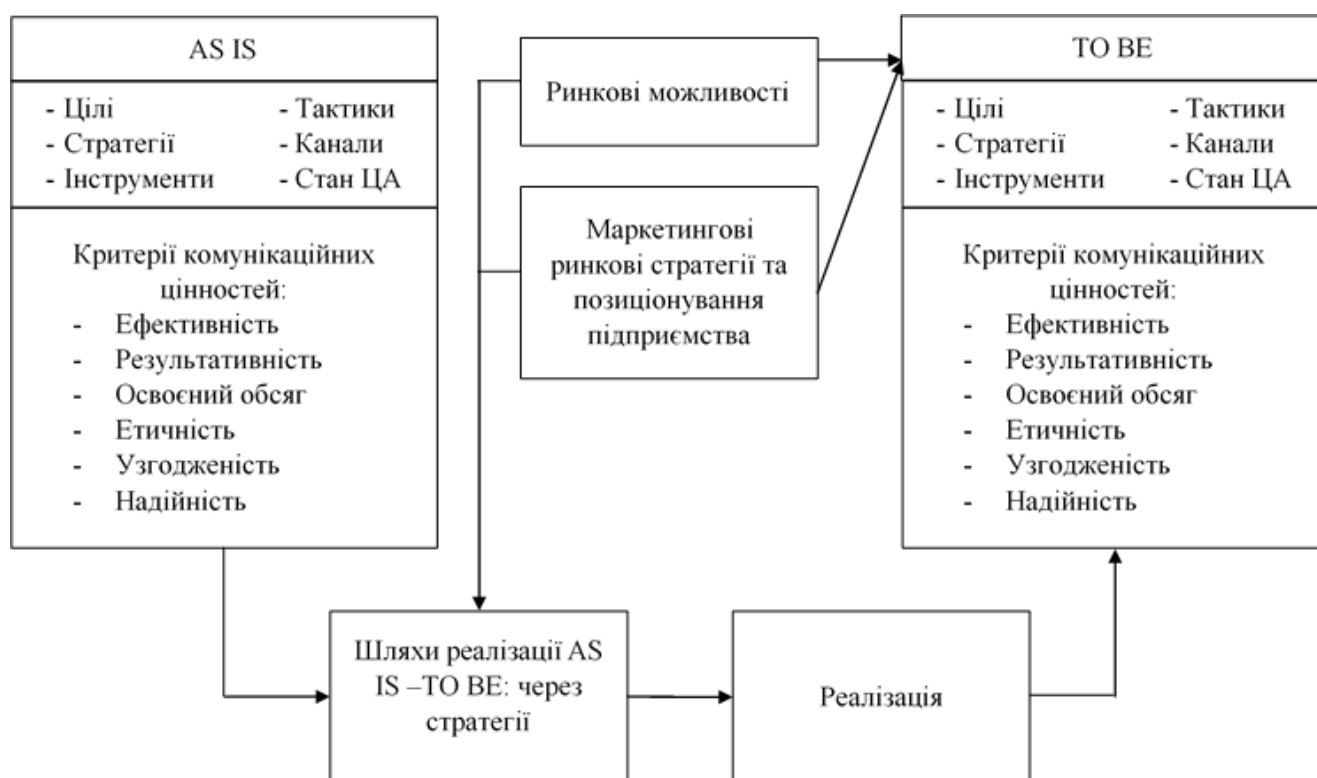 AS IS
- Цілі
- Стратегії
- Інструменти
- Тактики
- Канали
- Стан ЦА
Критерії комунікаційних
цінностей:
- Ефективність
- Результативність
- Освоєний обсяг
- Етичність
- Узгодженість
- Надійність
Ринкові можливості
Маркетингові
ринкові стратегії та
позиціонування
підприємства
TO BE
- Цілі
- Стратегії
- Інструменти
- Тактики
- Канали
- Стан ЦА
Критерії комунікаційних
цінностей:
- Ефективність
- Результативність
- Освоєний обсяг
- Етичність
- Узгодженість
- Надійність
Шляхи реалізації AS
IS –TO BE: через
стратегії
Реалізація